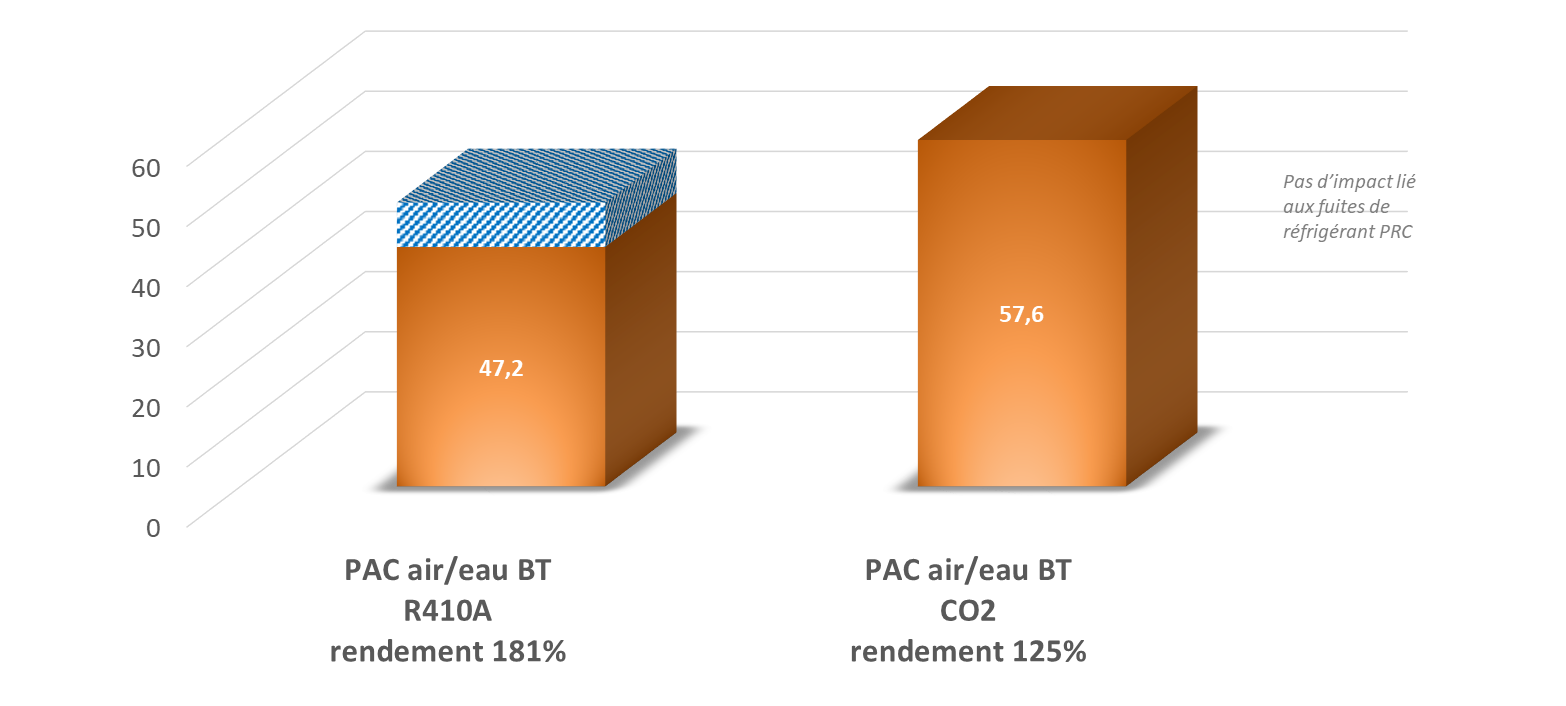 60
50
40
30
20
10
0
47,2
57,6
Pas d’impact lié
aux fuites de
réfrigérant PRC
PAC air/eau BT
R410A
rendement 181%
PAC air/eau BT
CO2
rendement 125%